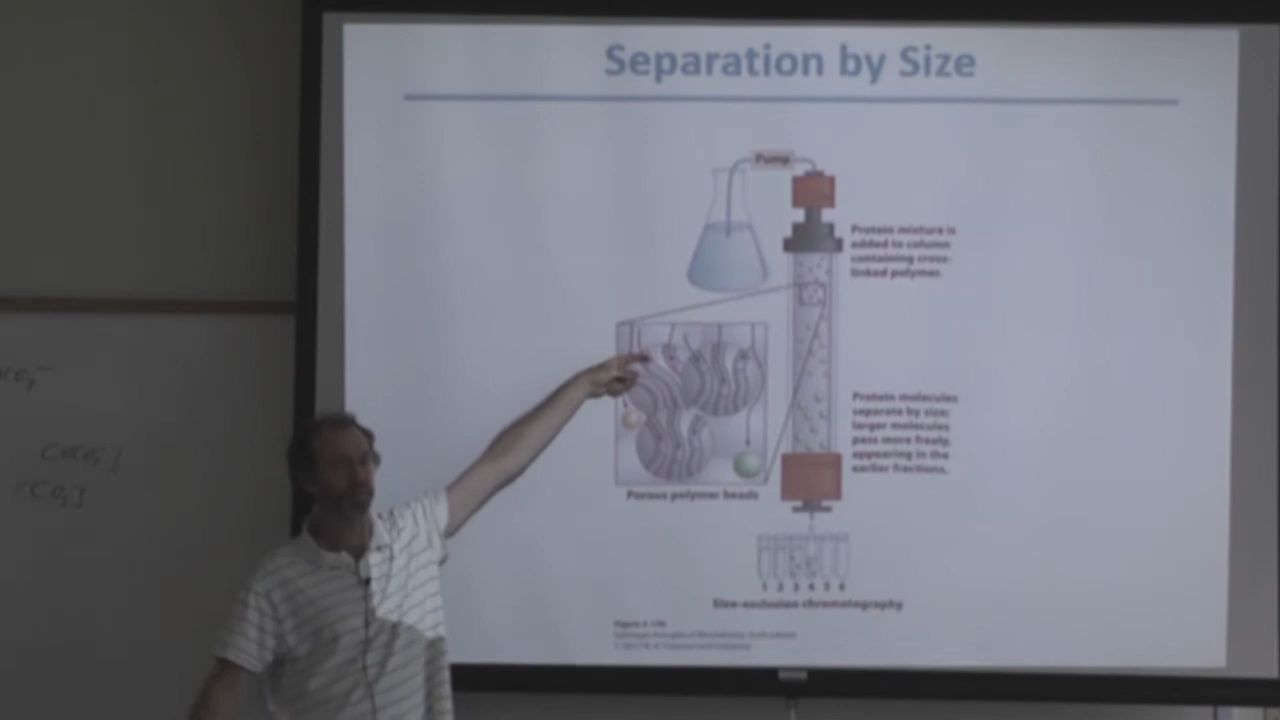 Separation by Size
Pump
Protein mixture is
added to column
containing cross-
linked polymer.
Protein molecules
separate by size;
larger molecules
pass more freely,
appearing in the
earlier fractions.
Porous polymer beads
1 2 3 4 5 6
Size-exclusion chromatography